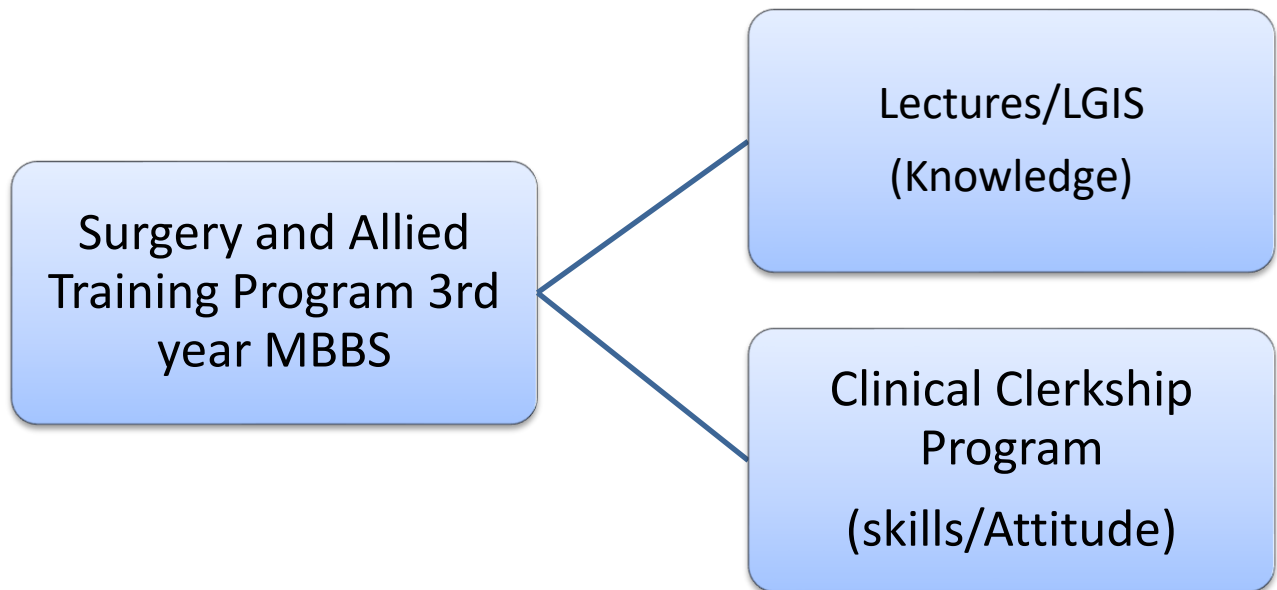 Surgery and Allied
Training Program 3rd
year MBBS
Lectures/LGIS
(Knowledge)
Clinical Clerkship
Program
(skills/Attitude)